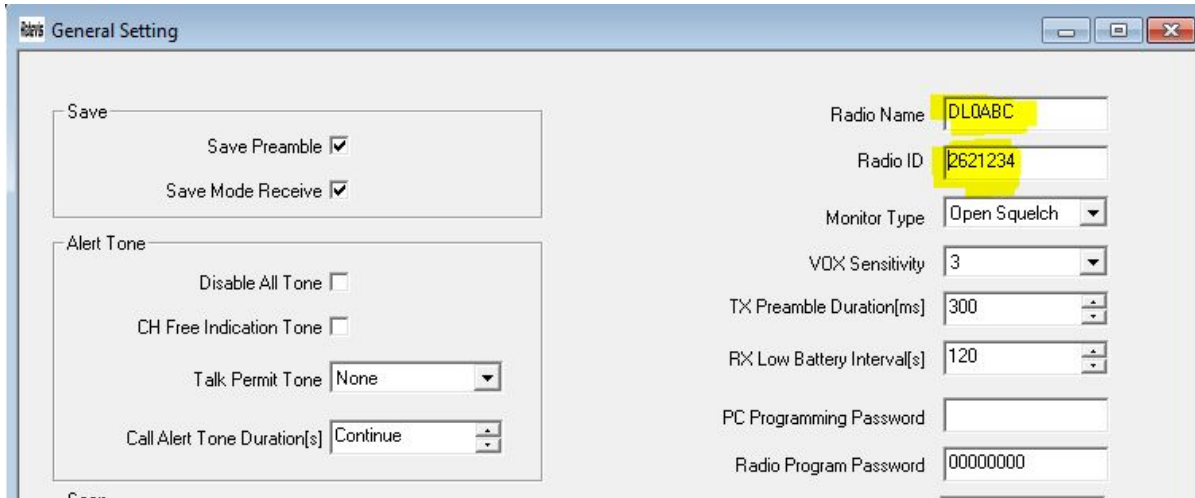 Retevis General Setting
Save
Save Preamble
Save Mode Receive
Alert Tone
Disable All Tone
CH Free Indication Tone
Talk Permit Tone None
Call Alert Tone Duration[s] Continue
Radio Name DL0ABC
Radio ID 2621234
Monitor Type Open Squelch
VOX Sensitivity 3
TX Preamble Duration[ms] 300
RX Low Battery Interval[s] 120
PC Programming Password
Radio Program Password 00000000